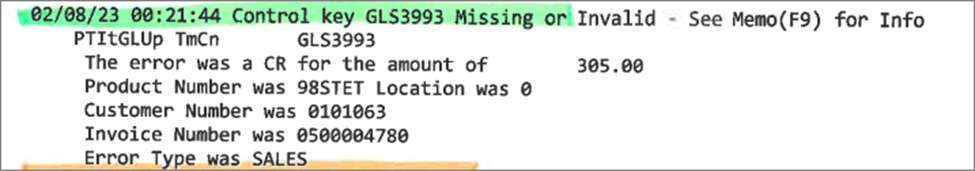 02/08/23 00:21:44 Control key GLS3993 Missing or Invalid - See Memo(F9) for Info
PTItGLUp TmCn GLS3993
The error was a CR for the amount of 305.00
Product Number was 98STET Location was 0
Customer Number was 0101063
Invoice Number was 0500004780
Error Type was SALES